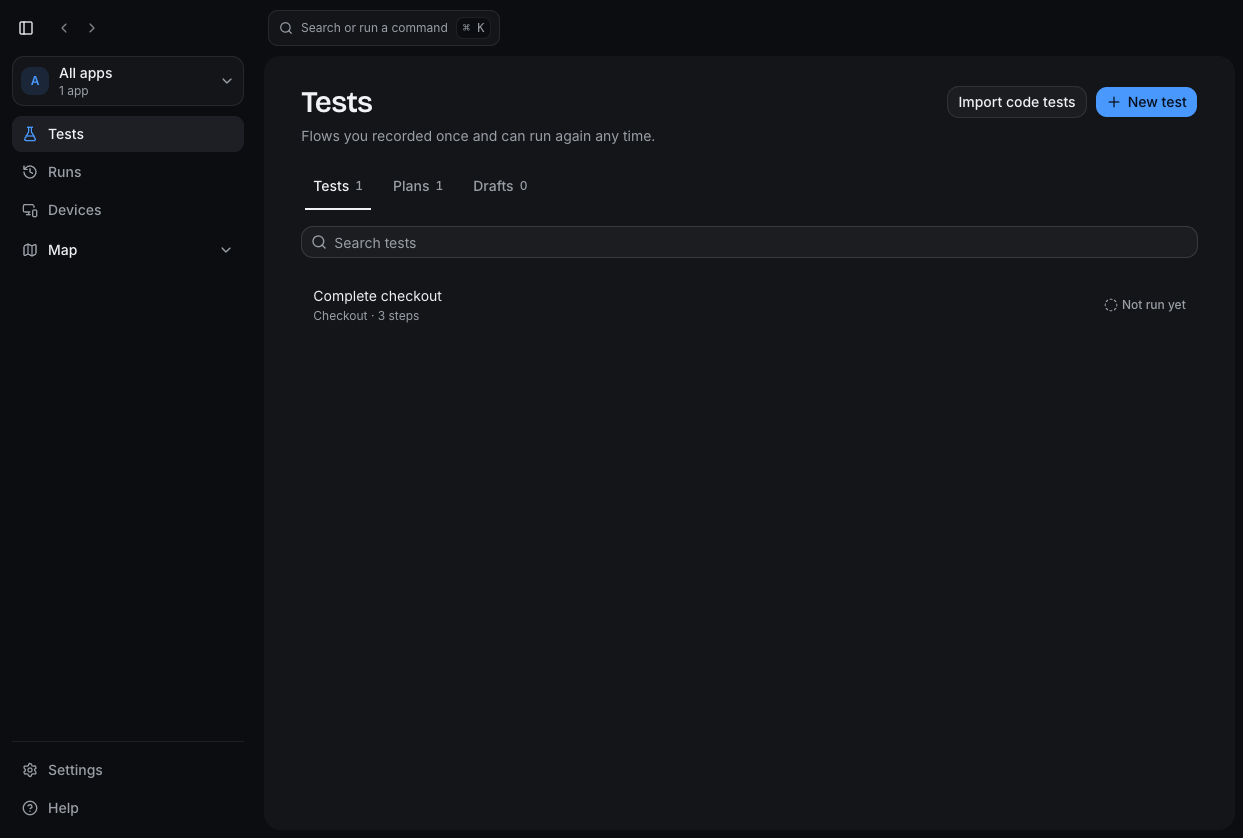 Search or run a command ⌘ K
A
All apps
1 app
Tests
Runs
Devices
Map
Settings
Help
Tests
Flows you recorded once and can run again any time.
Import code tests
New test
Tests 1
Plans 1
Drafts 0
Search tests
Complete checkout
Checkout · 3 steps
Not run yet